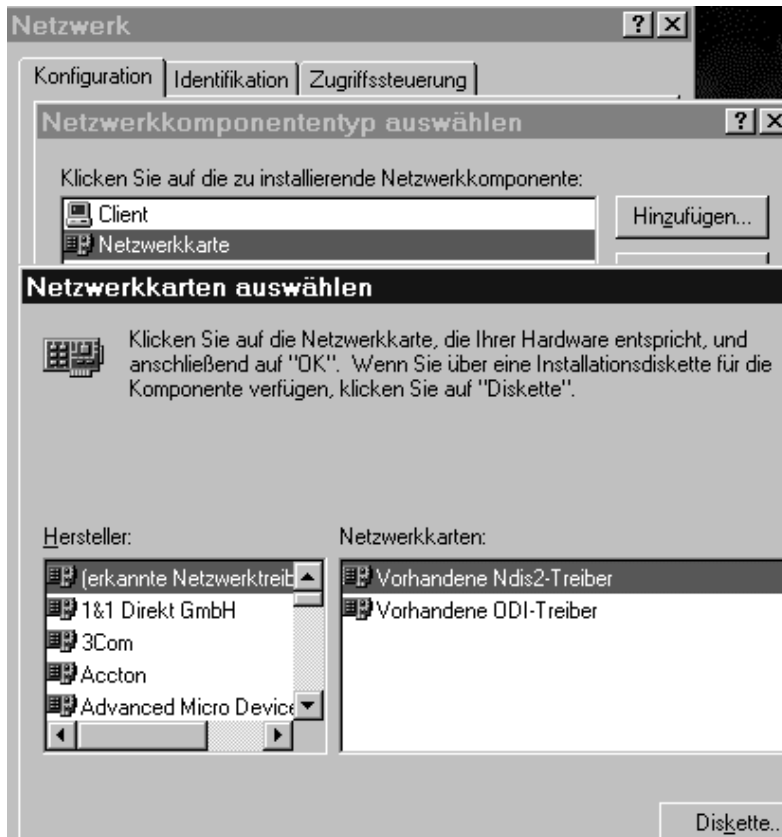 Netzwerk
Konfiguration
Identifikation
Zugriffssteuerung
Netzwerkkomponententyp auswählen
Klicken Sie auf die zu installierende Netzwerkkomponente:
Client
Hinzufügen...
Netzwerkkarte
Netzwerkkarten auswählen
Klicken Sie auf die Netzwerkkarte, die Ihrer Hardware entspricht, und
anschließend auf "OK". Wenn Sie über eine Installationsdiskette für die
Komponente verfügen, klicken Sie auf "Diskette".
Hersteller:
(erkannte Netzwerktreib
1&1 Direkt GmbH
3Com
Accton
Advanced Micro Device
Netzwerkkarten:
Vorhandene Ndis2-Treiber
Vorhandene ODI-Treiber
Diskette..